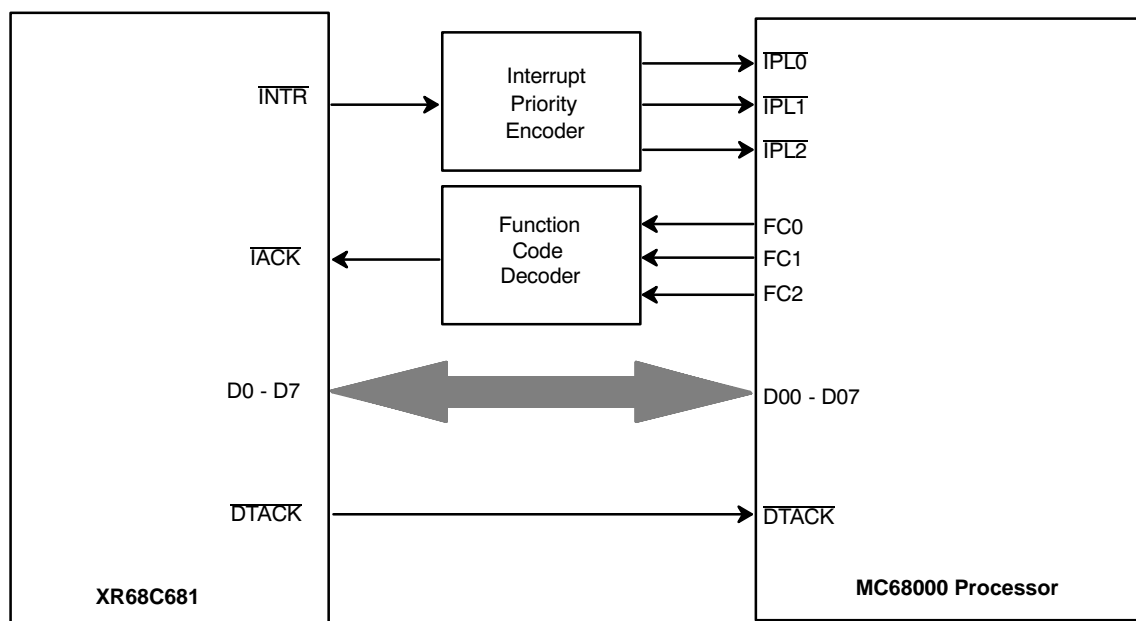 INTR
IACK
D0 - D7
DTACK
XR68C681
Interrupt
Priority
Encoder
Function
Code
Decoder
IPL0
IPL1
IPL2
FC0
FC1
FC2
D00 - D07
DTACK
MC68000 Processor